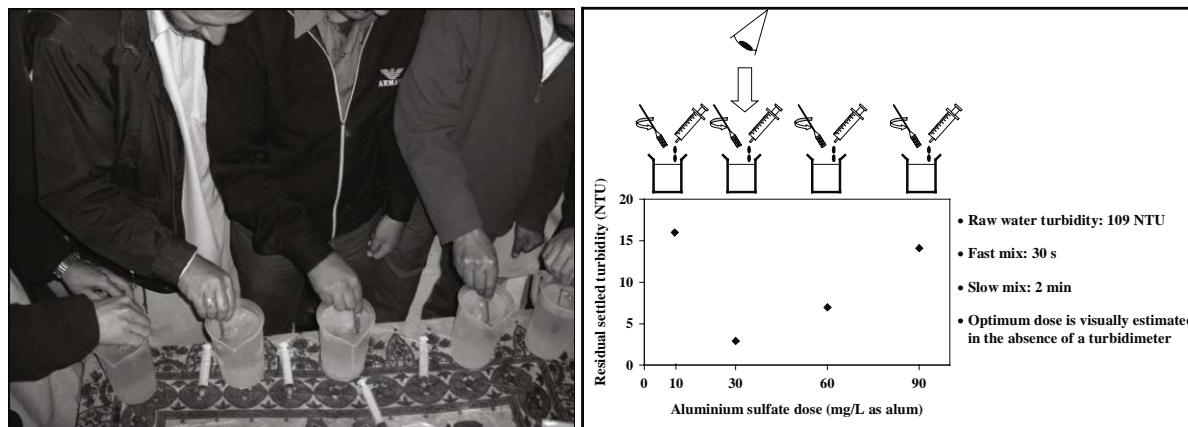 ARMA
20
15
10
5
0
Residual settled turbidity (NTU)
0 10 30 60 90
Aluminium sulfate dose (mg/L as alum)
• Raw water turbidity: 109 NTU
• Fast mix: 30 s
• Slow mix: 2 min
• Optimum dose is visually estimated
in the absence of a turbidimeter